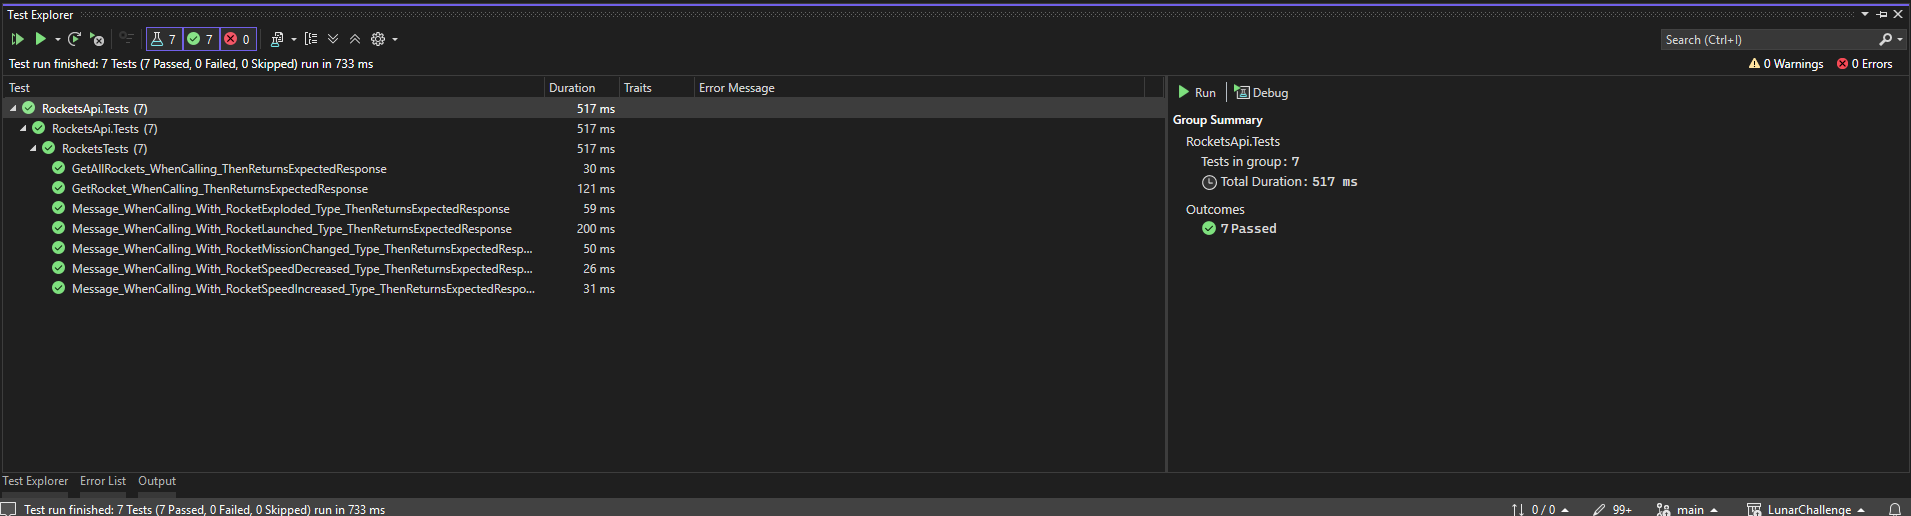 Test Explorer
7 7 0
Search (Ctrl+I)
Test run finished: 7 Tests (7 Passed, 0 Failed, 0 Skipped) run in 733 ms
0 Warnings 0 Errors
Test Duration Traits Error Message
RocketsApi.Tests (7) 517 ms
RocketsApi.Tests (7) 517 ms
RocketsTests (7) 517 ms
GetAllRockets_WhenCalling_ThenReturnsExpectedResponse 30 ms
GetRocket_WhenCalling_ThenReturnsExpectedResponse 121 ms
Message_WhenCalling_With_RocketExploded_Type_ThenReturnsExpectedResponse 59 ms
Message_WhenCalling_With_RocketLaunched_Type_ThenReturnsExpectedResponse 200 ms
Message_WhenCalling_With_RocketMissionChanged_Type_ThenReturnsExpectedResp... 50 ms
Message_WhenCalling_With_RocketSpeedDecreased_Type_ThenReturnsExpectedResp... 26 ms
Message_WhenCalling_With_RocketSpeedIncreased_Type_ThenReturnsExpectedRespo... 31 ms
Run Debug
Group Summary
RocketsApi.Tests
Tests in group: 7
Total Duration: 517 ms
Outcomes
7 Passed
Test Explorer Error List Output
Test run finished: 7 Tests (7 Passed, 0 Failed, 0 Skipped) run in 733 ms
0 / 0 99+ main LunarChallenge